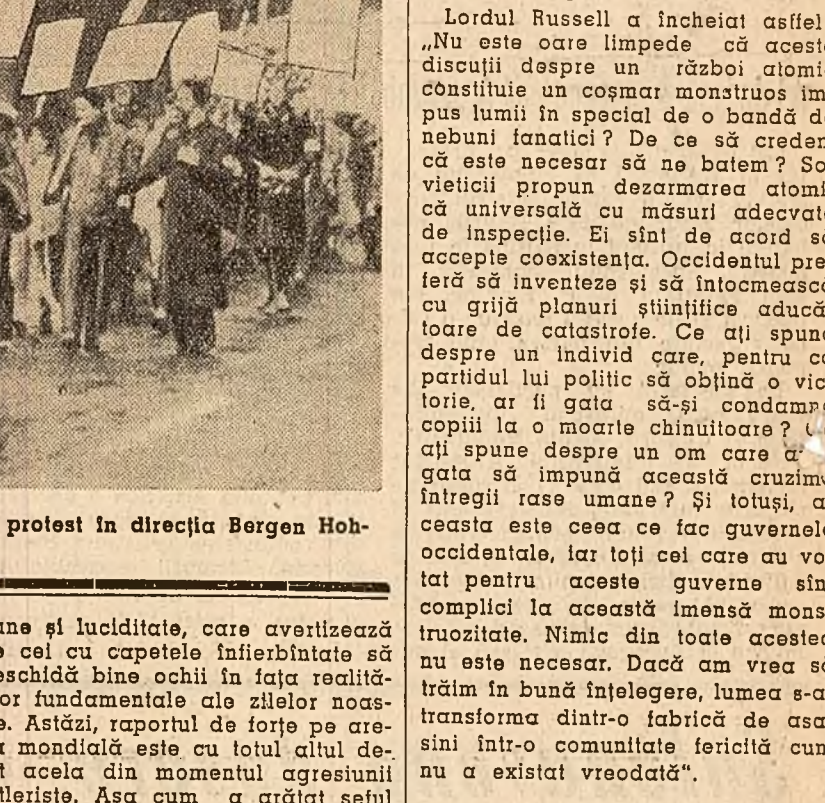 protest în direcția Bergen Hoh-
și luciditate, care avertizează
cei cu capetele înfierbîntate să
bine ochii în fața realită-
fundamentale ale zilelor noas-
Astăzi, raportul de forțe pe are-
mondială este cu totul altul de-
acela din momentul agresiunii
Așa cum a arătat șeful
Lordul Russell a încheiat astfel
„Nu este oare limpede că aceste
discuții despre un război atomi
constituie un coșmar monstruos im
pus lumii în special de o bandă d
nebuni fanatici? De ce să creden
că este necesar să ne batem? So
vieticii propun dezarmarea atomi
că universală cu măsuri adecvat
de inspecție. Ei sînt de acord s
accepte coexistența. Occidentul pre
feră să inventeze și să întocmeasc
cu grijă planuri științifice aducă
toare de catastrofe. Ce ați spun
despre un individ care, pentru c
partidul lui politic să obțină o vic
torie, ar fi gata să-și condamn
copiii la o moarte chinuitoare?
ați spune despre un om care a
gata să impună această cruzim
întregii rase umane? Și totuși, a
ceasta este ceea ce fac guvernele
occidentale, iar toți cei care au vo
tat pentru aceste guverne sîn
complici la această imensă mons
truozitate. Nimic din toate acestea
nu este necesar. Dacă am vrea s
trăim în bună înțelegere, lumea s-a
transforma dintr-o fabrică de asa
sini într-o comunitate fericită cum
nu a existat vreodată“.